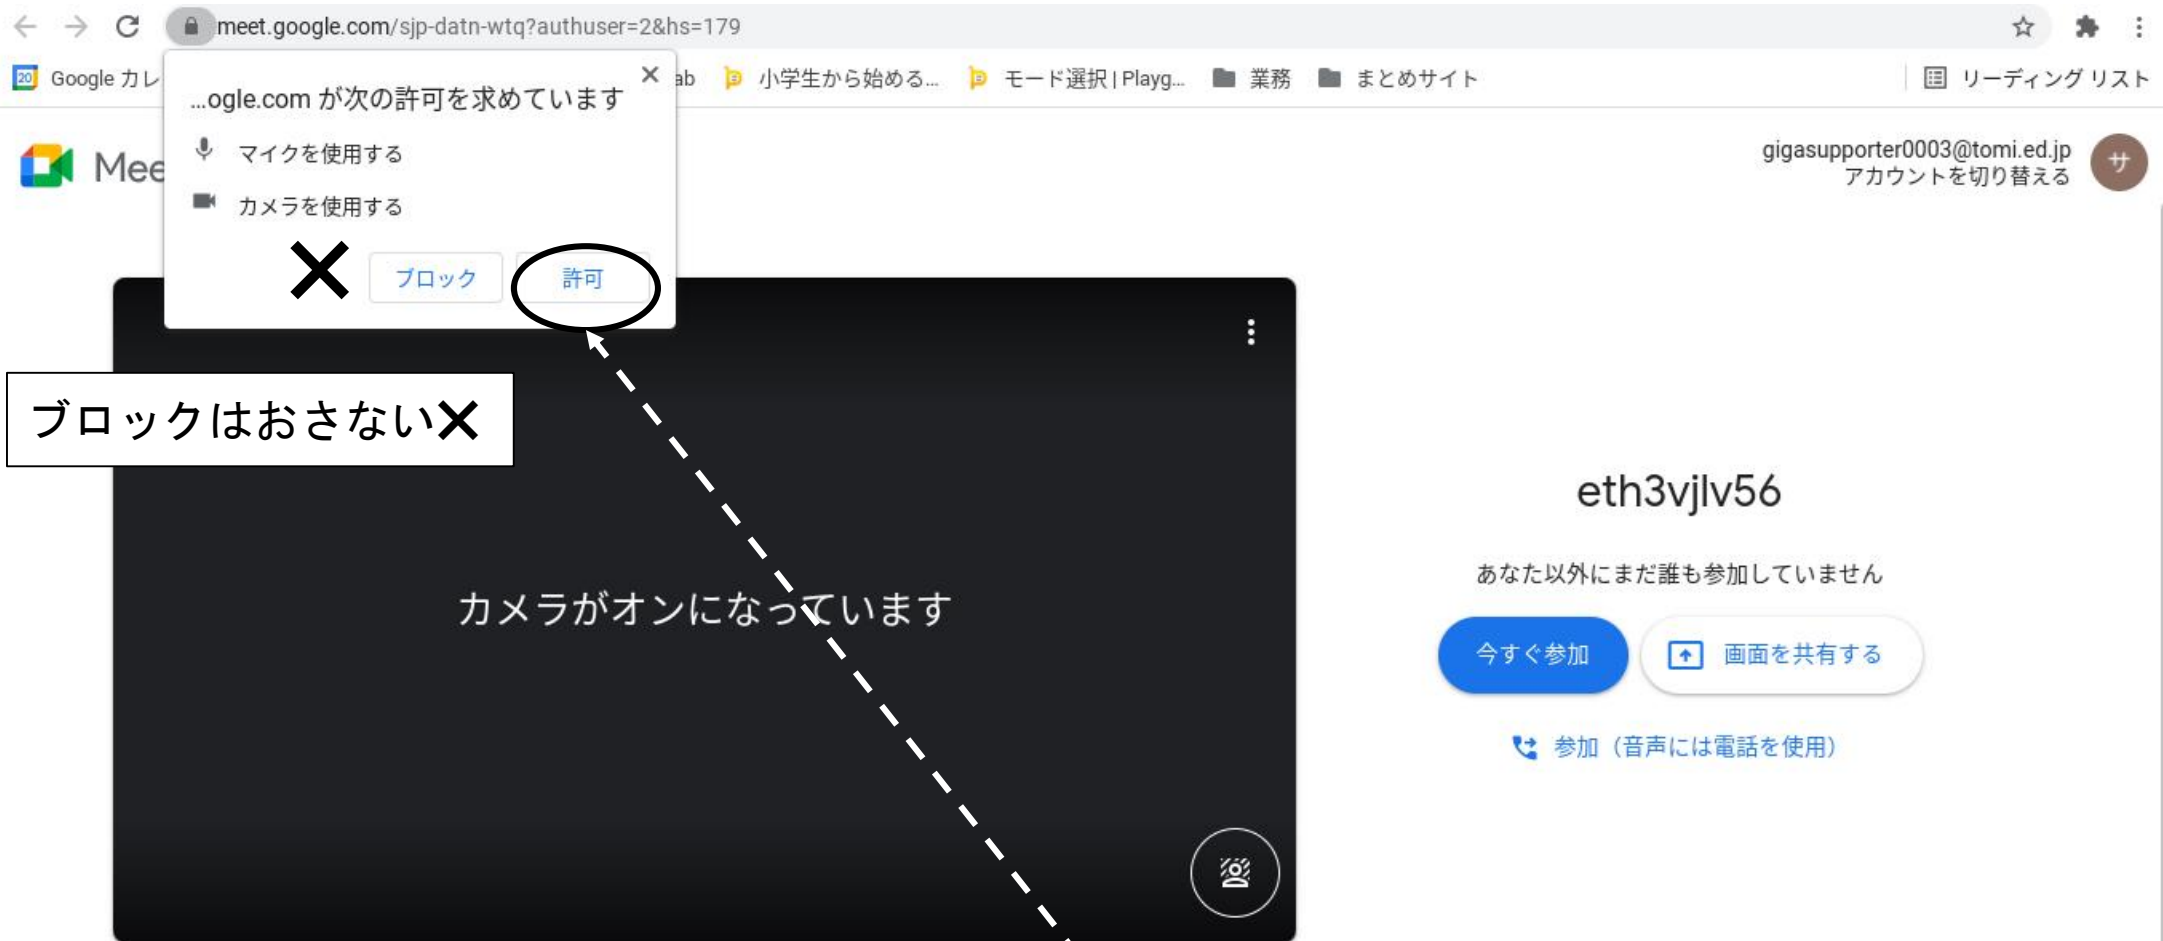 meet.google.com/sjp-datn-wtq?authuser=2&hs=179
Google カレ
ab
小学生から始める...
モード選択 | Playg...
業務
まとめサイト
リーディング リスト
...ogle.com が次の許可を求めています
マイクを使用する
カメラを使用する
ブロック
許可
Mee
gigasupporter0003@tomi.ed.jp
アカウントを切り替える
サ
ブロックはおさない✕
カメラがオンになっています
eth3vjlv56
あなた以外にまだ誰も参加していません
今すぐ参加
画面を共有する
参加（音声には電話を使用）